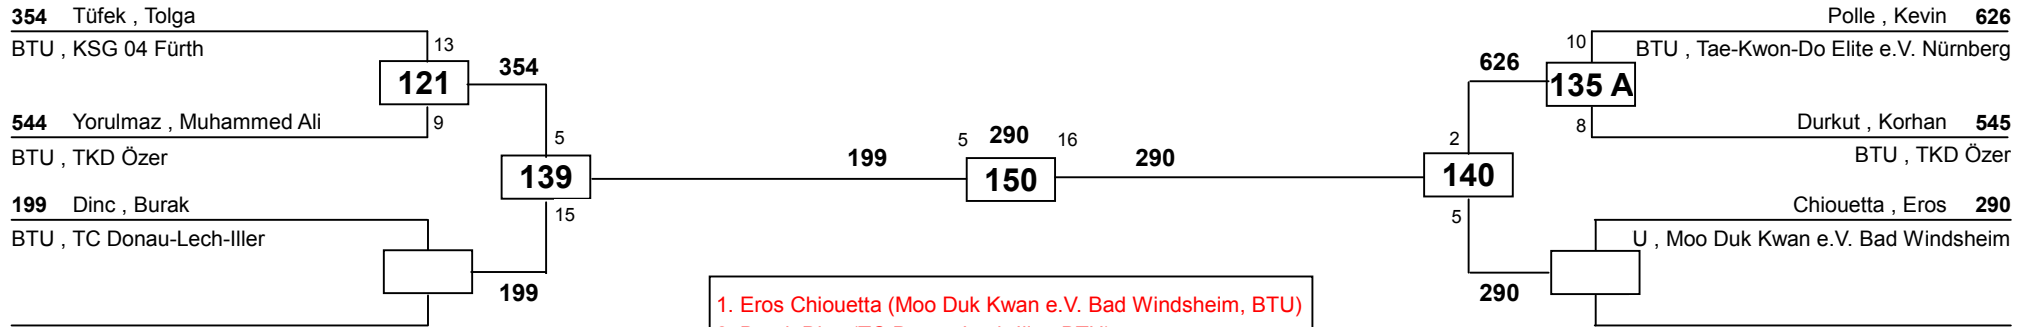 354 Tüfek , Tolga
BTU , KSG 04 Fürth
13
121
354
544 Yorulmaz , Muhammed Ali
9
BTU , TKD Özer
5
139
199
199 Dinc , Burak
15
BTU , TC Donau-Lech-Iller
199
5 290 16
150
290
Polle , Kevin 626
10
BTU , Tae-Kwon-Do Elite e.V. Nürnberg
626
135 A
Durkut , Korhan 545
8
BTU , TKD Özer
2
140
5
Chiouetta , Eros 290
U , Moo Duk Kwan e.V. Bad Windsheim
290
1. Eros Chiouetta (Moo Duk Kwan e.V. Bad Windsheim, BTU)